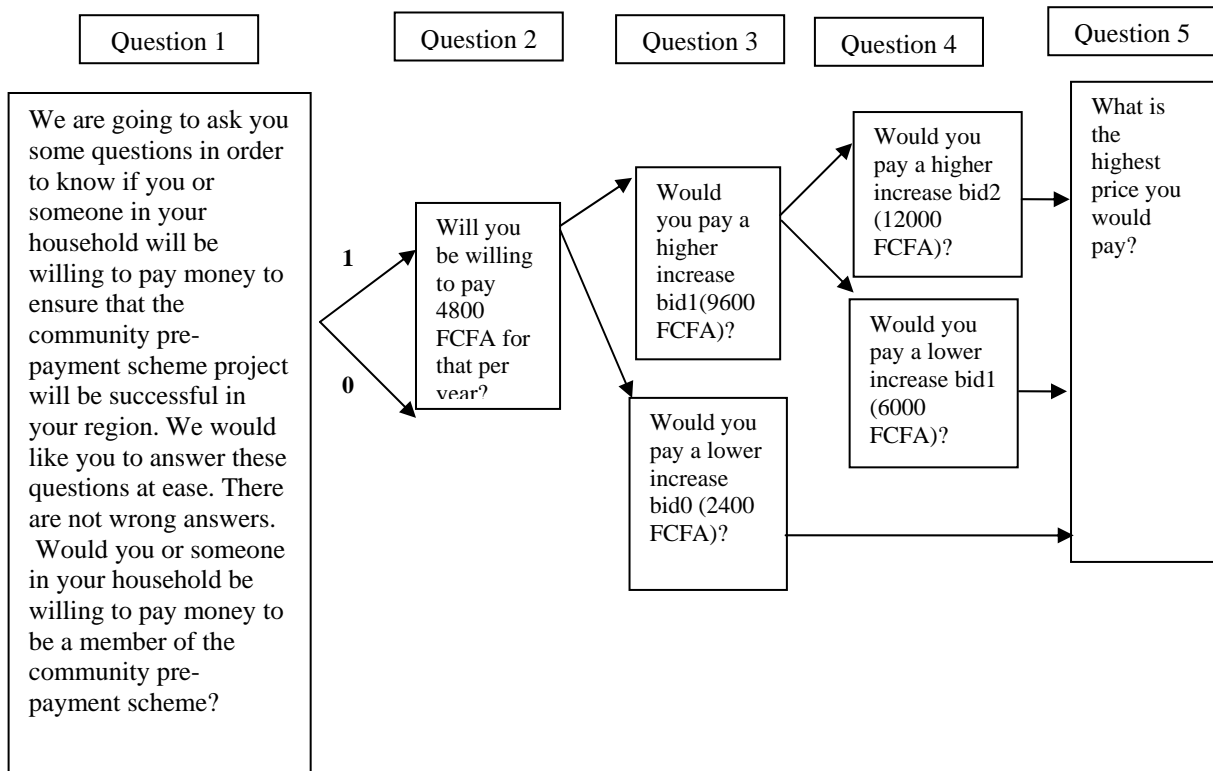 Question 1
Question 2
Question 3
Question 4
Question 5
We are going to ask you
some questions in order
to know if you or
someone in your
household will be
willing to pay money to
ensure that the
community pre-
payment scheme project
will be successful in
your region. We would
like you to answer these
questions at ease. There
are not wrong answers.
Would you or someone
in your household be
willing to pay money to
be a member of the
community pre-
payment scheme?
1
0
Will you
be willing
to pay
4800
FCFA for
that per
year?
Would
you pay a
higher
increase
bid1(9600
FCFA)?
Would you
pay a lower
increase
bid0 (2400
FCFA)?
Would you
pay a higher
increase bid2
(12000
FCFA)?
Would you
pay a lower
increase bid1
(6000
FCFA)?
What is
the
highest
price you
would
pay?